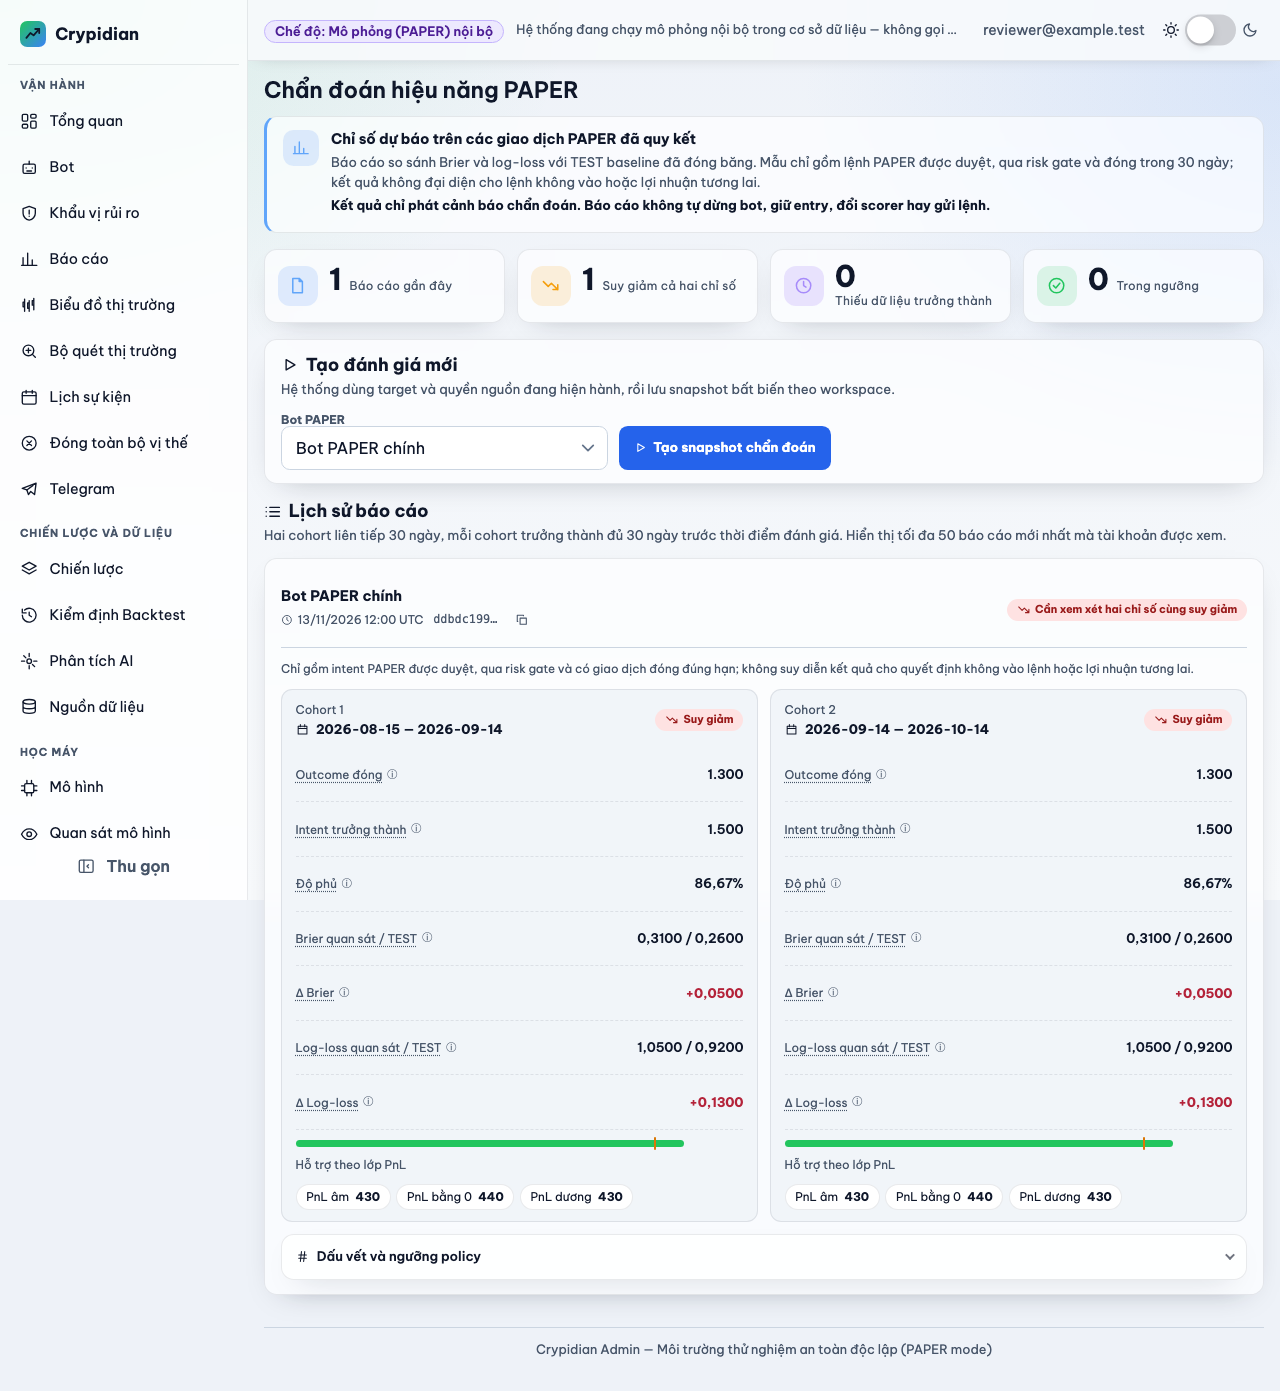 Crypidian
VẬN HÀNH
Tổng quan
Bot
Khẩu vị rủi ro
Báo cáo
Biểu đồ thị trường
Bộ quét thị trường
Lịch sự kiện
Đóng toàn bộ vị thế
Telegram
CHIẾN LƯỢC VÀ DỮ LIỆU
Chiến lược
Kiểm định Backtest
Phân tích AI
Nguồn dữ liệu
HỌC MÁY
Mô hình
Quan sát mô hình
Thu gọn
Chế độ: Mô phỏng (PAPER) nội bộ
Hệ thống đang chạy mô phỏng nội bộ trong cơ sở dữ liệu — không gọi ...
reviewer@example.test
Chẩn đoán hiệu năng PAPER
Chỉ số dự báo trên các giao dịch PAPER đã quy kết
Báo cáo so sánh Brier và log-loss với TEST baseline đã đóng băng. Mẫu chỉ gồm lệnh PAPER được duyệt, qua risk gate và đóng trong 30 ngày;
kết quả không đại diện cho lệnh không vào hoặc lợi nhuận tương lai.
Kết quả chỉ phát cảnh báo chẩn đoán. Báo cáo không tự dừng bot, giữ entry, đổi scorer hay gửi lệnh.
1 Báo cáo gần đây
1 Suy giảm cả hai chỉ số
0
Thiếu dữ liệu trưởng thành
0 Trong ngưỡng
Tạo đánh giá mới
Hệ thống dùng target và quyền nguồn đang hiện hành, rồi lưu snapshot bất biến theo workspace.
Bot PAPER
Bot PAPER chính
Tạo snapshot chẩn đoán
Lịch sử báo cáo
Hai cohort liên tiếp 30 ngày, mỗi cohort trưởng thành đủ 30 ngày trước thời điểm đánh giá. Hiển thị tối đa 50 báo cáo mới nhất mà tài khoản được xem.
Bot PAPER chính
13/11/2026 12:00 UTC ddbdc199…
Cần xem xét hai chỉ số cùng suy giảm
Chỉ gồm intent PAPER được duyệt, qua risk gate và có giao dịch đóng đúng hạn; không suy diễn kết quả cho quyết định không vào lệnh hoặc lợi nhuận tương lai.
Cohort 1
2026-08-15 — 2026-09-14
Suy giảm
Outcome đóng 1.300
Intent trưởng thành 1.500
Độ phủ 86,67%
Brier quan sát / TEST 0,3100 / 0,2600
Δ Brier +0,0500
Log-loss quan sát / TEST 1,0500 / 0,9200
Δ Log-loss +0,1300
Hỗ trợ theo lớp PnL
PnL âm 430 PnL bằng 0 440 PnL dương 430
Cohort 2
2026-09-14 — 2026-10-14
Suy giảm
Outcome đóng 1.300
Intent trưởng thành 1.500
Độ phủ 86,67%
Brier quan sát / TEST 0,3100 / 0,2600
Δ Brier +0,0500
Log-loss quan sát / TEST 1,0500 / 0,9200
Δ Log-loss +0,1300
Hỗ trợ theo lớp PnL
PnL âm 430 PnL bằng 0 440 PnL dương 430
# Dấu vết và ngưỡng policy
Crypidian Admin — Môi trường thử nghiệm an toàn độc lập (PAPER mode)